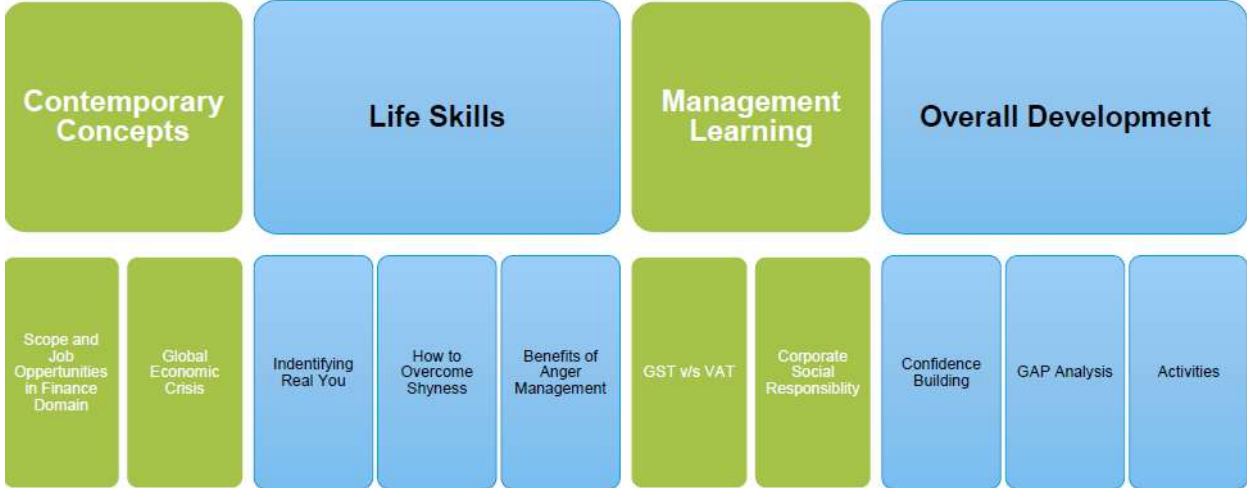 Contemporary
Concepts
Life Skills
Management
Learning
Overall Development
Scope and
Job
Opportunities
in Finance
Domain
Global
Economic
Crisis
Indentifying
Real You
How to
Overcome
Shyness
Benefits of
Anger
Management
GST v/s VAT
Corporate
Social
Responsiblity
Confidence
Building
GAP Analysis
Activities